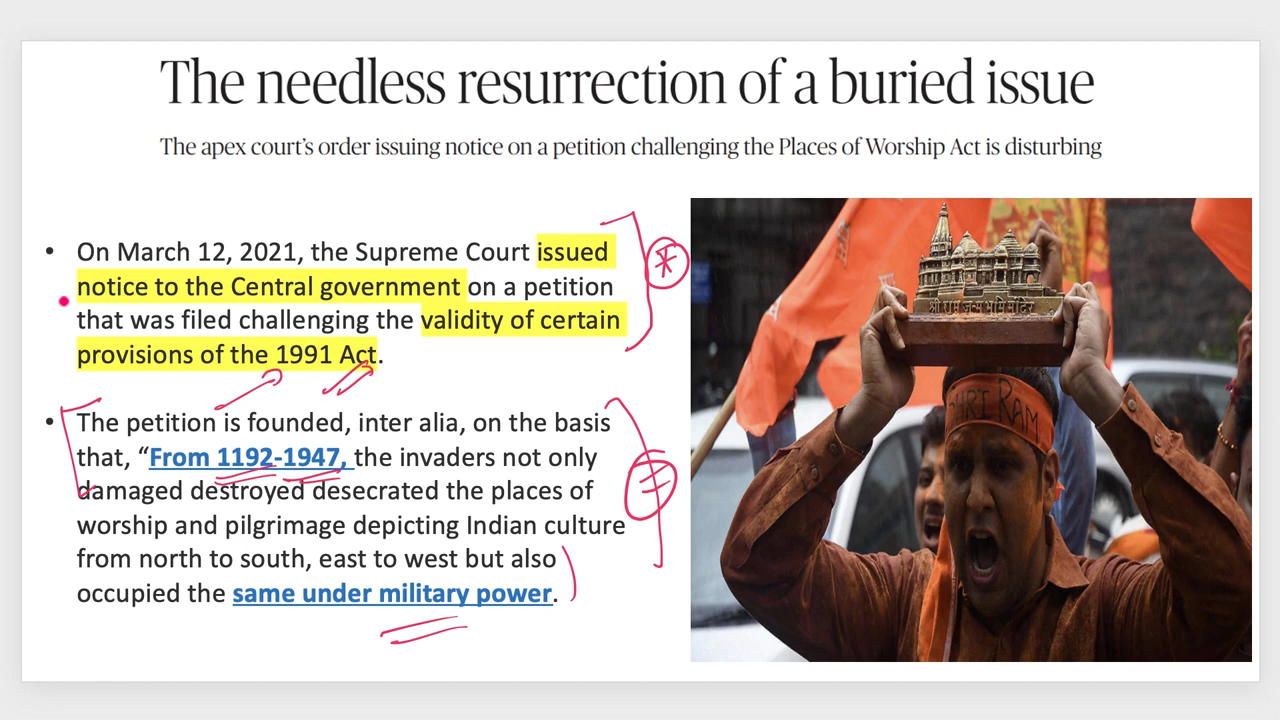 The needless resurrection of a buried issue
The apex court's order issuing notice on a petition challenging the Places of Worship Act is disturbing
• On March 12, 2021, the Supreme Court issued
notice to the Central government on a petition
that was filed challenging the validity of certain
provisions of the 1991 Act.
• The petition is founded, inter alia, on the basis
that, “From 1192-1947, the invaders not only
damaged destroyed desecrated the places of
worship and pilgrimage depicting Indian culture
from north to south, east to west but also
occupied the same under military power.
श्री राम जन्मभूमि मंदिर
SHRI RAM